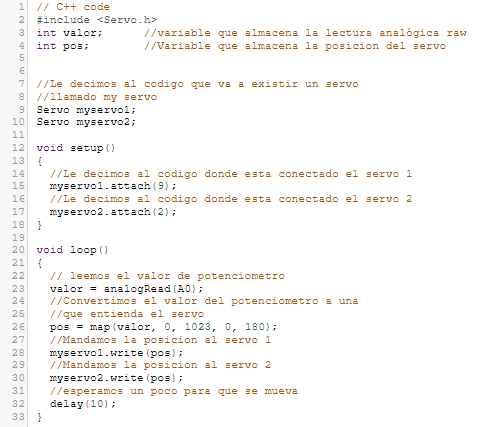 1 // C++ code
2 #include <Servo.h>
3 int valor;      //variable que almacena la lectura analógica raw
4 int pos;        //Variable que almacena la posicion del servo
5
6
7 //Le decimos al codigo que va a existir un servo
8 //llamado my servo
9 Servo myservo1;
10 Servo myservo2;
11
12 void setup()
13 {
14   //Le decimos al codigo donde esta conectado el servo 1
15   myservo1.attach(9);
16   //Le decimos al codigo donde esta conectado el servo 2
17   myservo2.attach(2);
18 }
19
20 void loop()
21 {
22   // leemos el valor de potenciometro
23   valor = analogRead(A0);
24   //Convertimos el valor del potenciometro a una
25   //que entienda el servo
26   pos = map(valor, 0, 1023, 0, 180);
27   //Mandamos la posicion al servo 1
28   myservo1.write(pos);
29   //Mandamos la posicion al servo 2
30   myservo2.write(pos);
31   //esperamos un poco para que se mueva
32   delay(10);
33 }